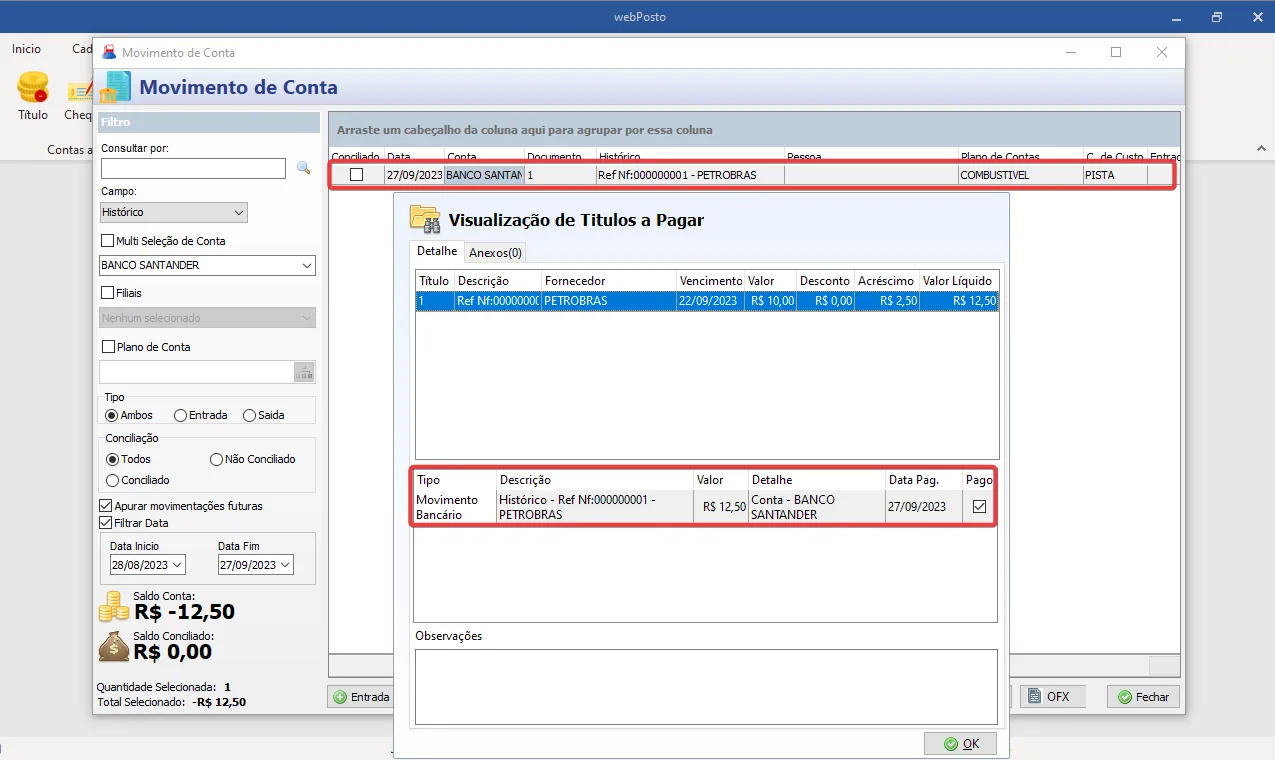 webPosto
Inicio
Cad
Título
Cheq
Contas a
Movimento de Conta
Movimento de Conta
Filtro
Consultar por:
Campo:
Histórico
Multi Seleção de Conta
BANCO SANTANDER
Filiais
Nenhum selecionado
Plano de Conta
Tipo
Ambos Entrada Saida
Conciliação
Todos Não Conciliado
Conciliado
Apurar movimentações futuras
Filtrar Data
Data Inicio Data Fim
28/08/2023 27/09/2023
Saldo Conta:
R$ -12,50
Saldo Conciliado:
R$ 0,00
Quantidade Selecionada: 1
Total Selecionado: -R$ 12,50
Arraste um cabeçalho da coluna aqui para agrupar por essa coluna
Conciliado Data Conta Documento Histórico Pessoa Plano de Contas C. de Custo Entrad
27/09/2023 BANCO SANTAN 1 Ref Nf:000000001 - PETROBRAS COMBUSTIVEL PISTA
Visualização de Titulos a Pagar
Detalhe Anexos(0)
Título Descrição Fornecedor Vencimento Valor Desconto Acréscimo Valor Líquido
1 Ref Nf:00000000 PETROBRAS 22/09/2023 R$ 10,00 R$ 0,00 R$ 2,50 R$ 12,50
Tipo Descrição Valor Detalhe Data Pag. Pago
Movimento Bancário Histórico - Ref Nf:000000001 - PETROBRAS R$ 12,50 Conta - BANCO SANTANDER 27/09/2023
Observações
OK
Entrada
OFX
Fechar